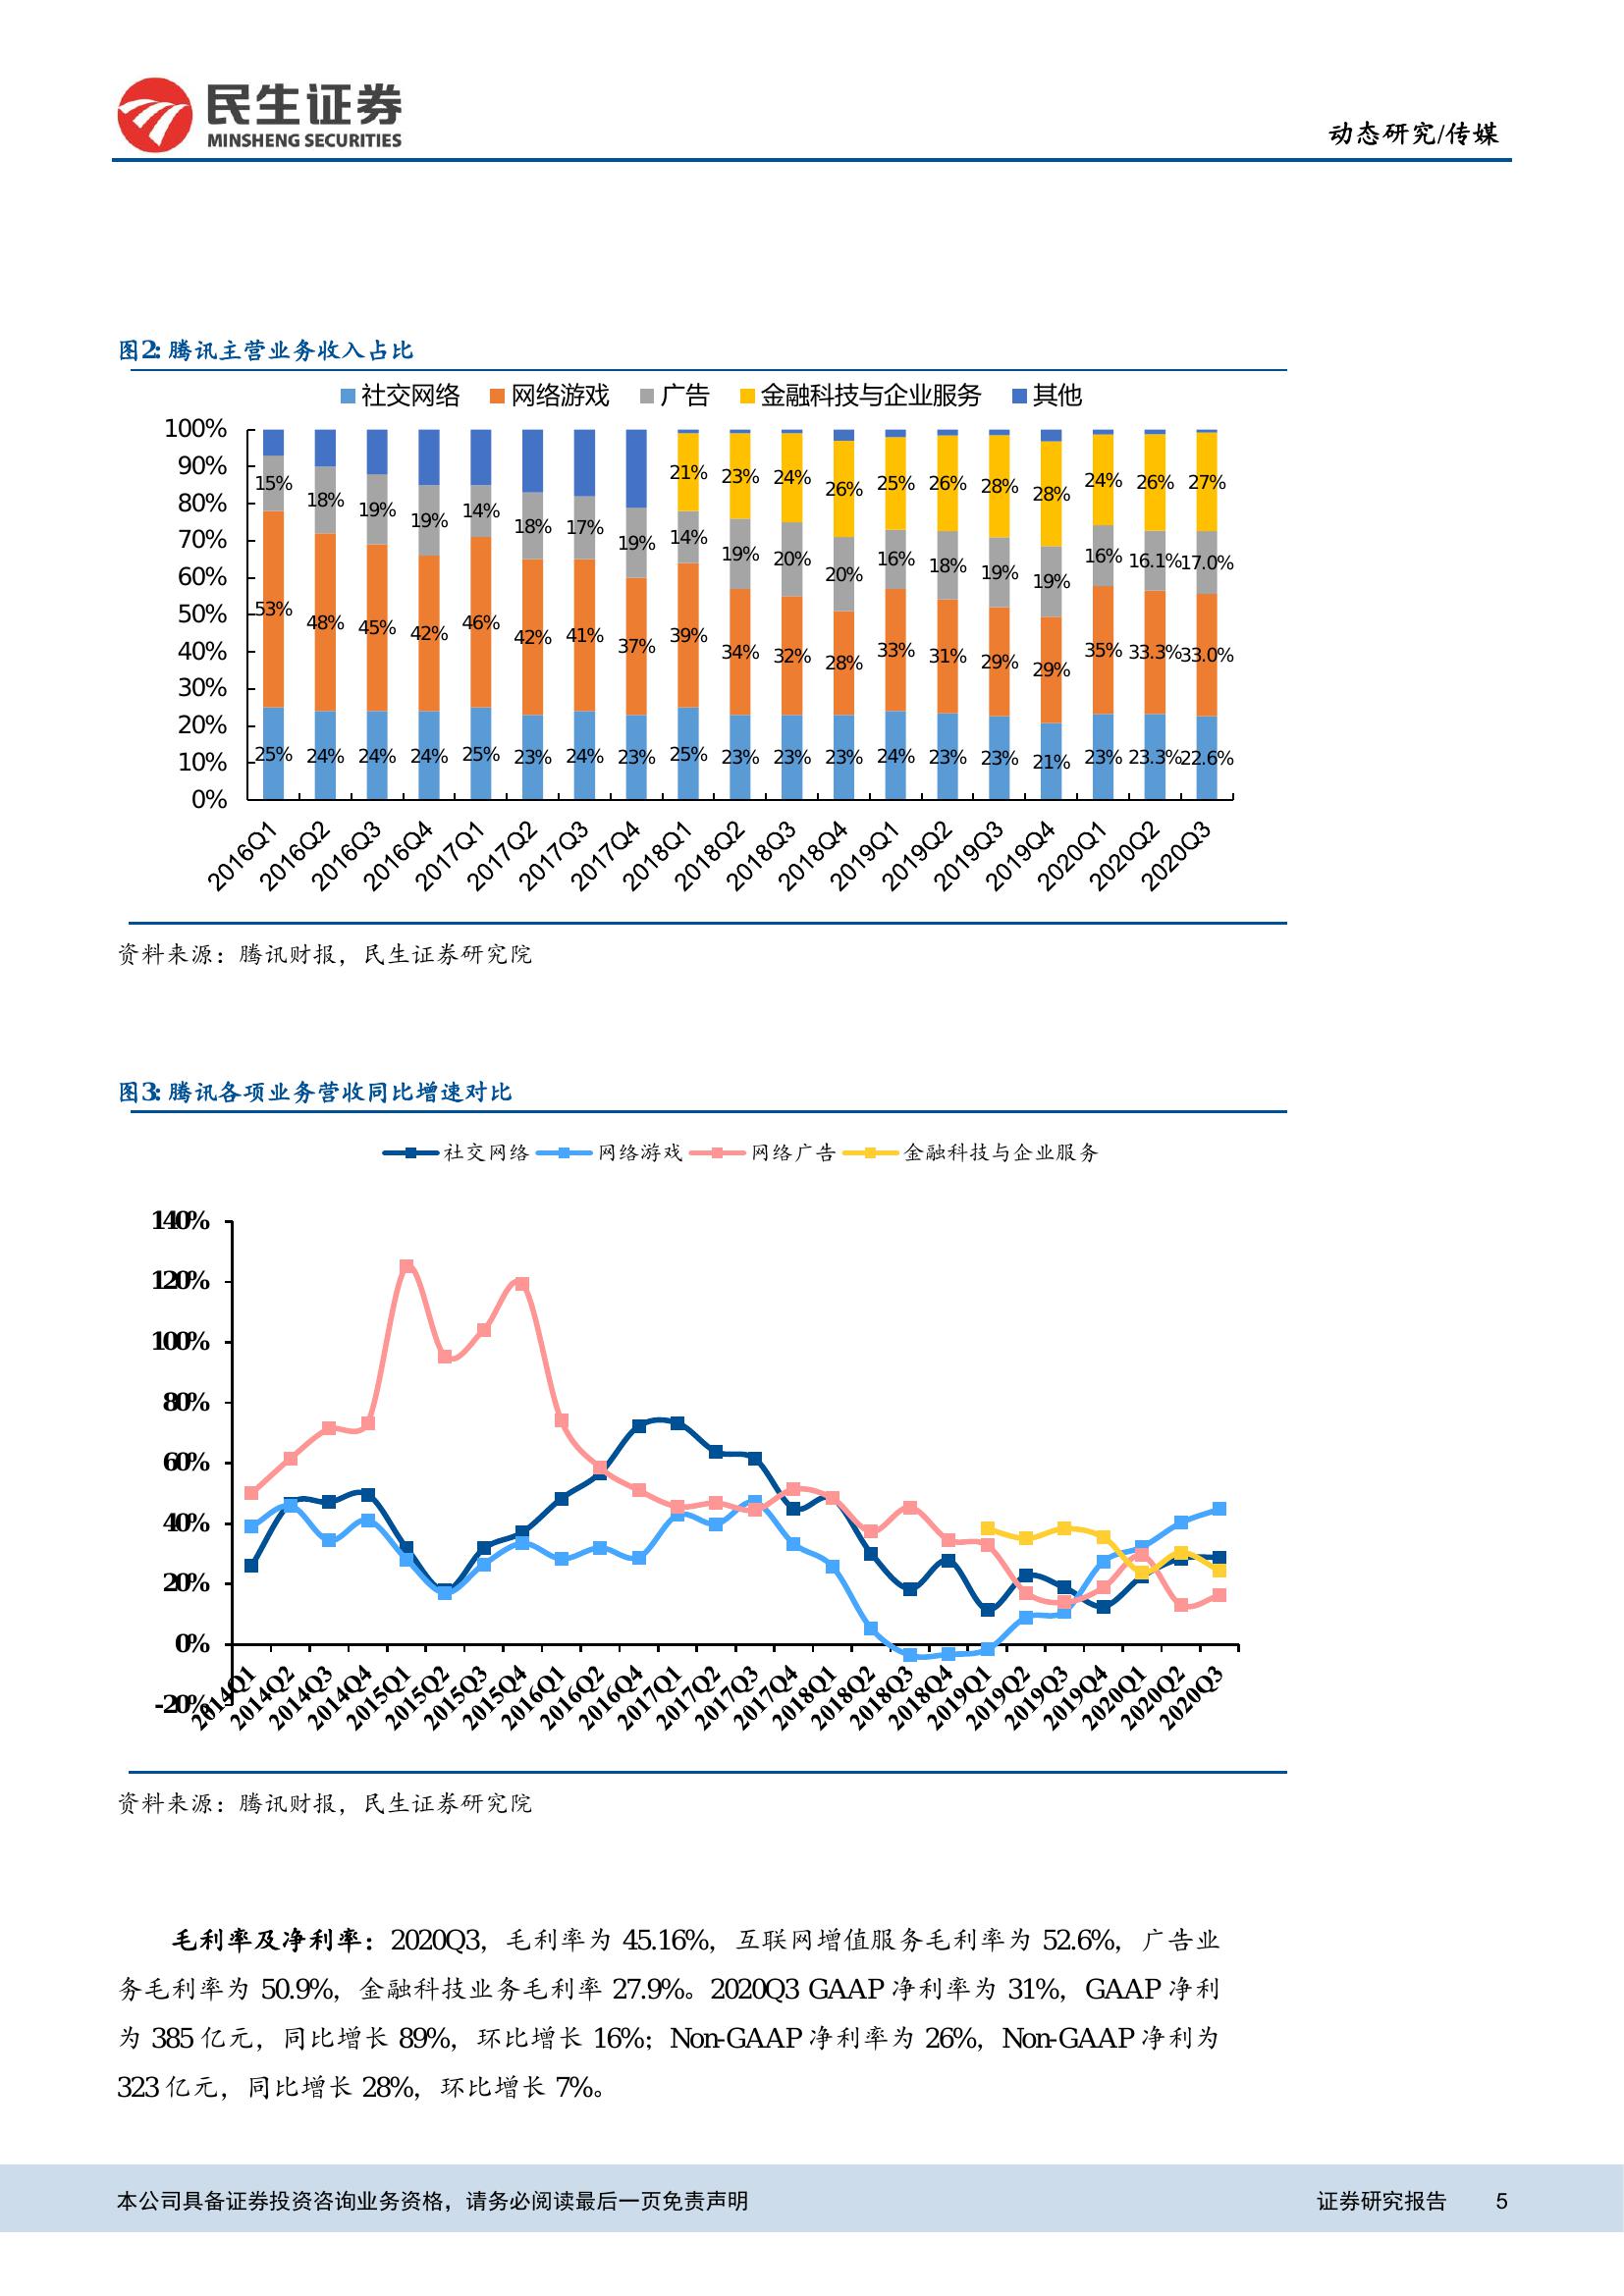 民生证券
MINSHENG SECURITIES
动态研究/传媒
图2: 腾讯主营业务收入占比
社交网络 网络游戏 广告 金融科技与企业服务 其他
100%
90%
80%
70%
60%
50%
40%
30%
20%
10%
0%
15% 18% 19% 19% 14% 18% 17% 19% 14% 19% 20% 20% 16% 18% 19% 19% 16% 16.1% 17.0%
21% 23% 24% 26% 25% 26% 28% 28% 24% 26% 27%
53% 48% 45% 42% 46% 42% 41% 37% 39% 34% 32% 28% 33% 31% 29% 29% 35% 33.3% 33.0%
25% 24% 24% 24% 25% 23% 24% 23% 25% 23% 23% 23% 24% 23% 23% 21% 23% 23.3% 22.6%
2016Q1 2016Q2 2016Q3 2016Q4 2017Q1 2017Q2 2017Q3 2017Q4 2018Q1 2018Q2 2018Q3 2018Q4 2019Q1 2019Q2 2019Q3 2019Q4 2020Q1 2020Q2 2020Q3
资料来源：腾讯财报，民生证券研究院
图3: 腾讯各项业务营收同比增速对比
社交网络 网络游戏 网络广告 金融科技与企业服务
140%
120%
100%
80%
60%
40%
20%
0%
-20%
2014Q1 2014Q2 2014Q3 2014Q4 2015Q1 2015Q2 2015Q3 2015Q4 2016Q1 2016Q2 2016Q4 2017Q1 2017Q2 2017Q3 2017Q4 2018Q1 2018Q2 2018Q3 2018Q4 2019Q1 2019Q2 2019Q3 2019Q4 2020Q1 2020Q2 2020Q3
资料来源：腾讯财报，民生证券研究院
毛利率及净利率：2020Q3，毛利率为 45.16%，互联网增值服务毛利率为 52.6%，广告业
务毛利率为 50.9%，金融科技业务毛利率 27.9%。2020Q3 GAAP 净利率为 31%，GAAP 净利
为 385 亿元，同比增长 89%，环比增长 16%；Non-GAAP 净利率为 26%，Non-GAAP 净利为
323 亿元，同比增长 28%，环比增长 7%。
本公司具备证券投资咨询业务资格，请务必阅读最后一页免责声明
证券研究报告 5